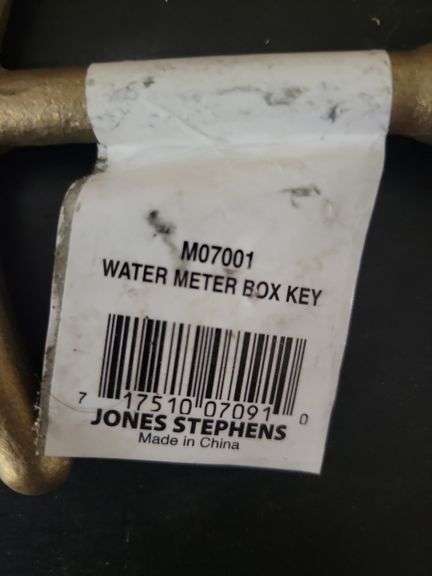 M07001
WATER METER BOX KEY
7 17510 07091 0
JONES STEPHENS
Made in China